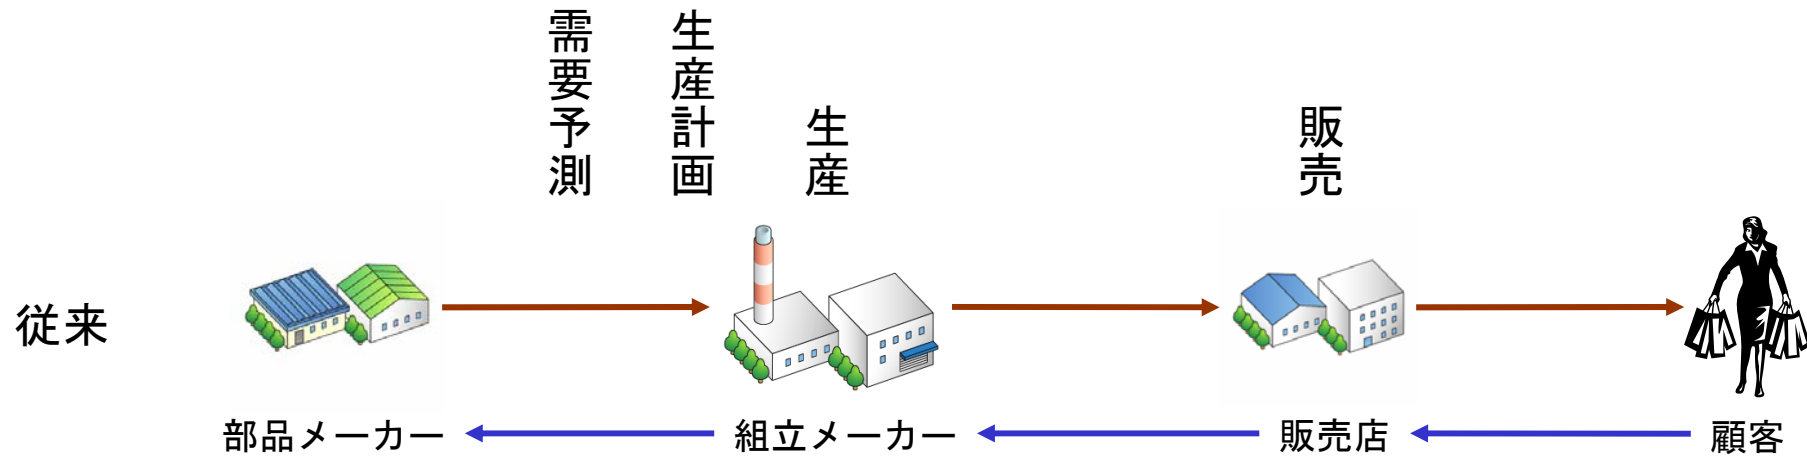 需要予測
生産計画
生産
販売
従来
部品メーカー
組立メーカー
販売店
顧客